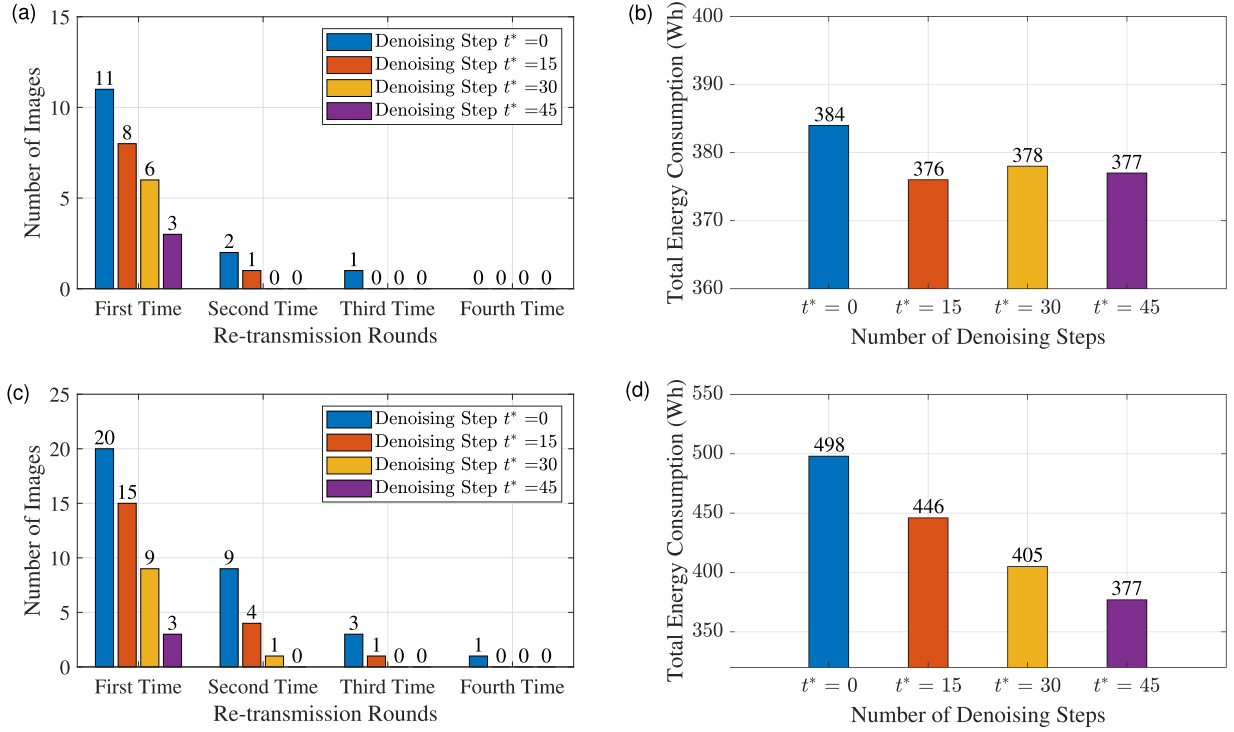 (a)
15
10
5
0
Number of Images
Denoising Step t* =0
Denoising Step t* =15
Denoising Step t* =30
Denoising Step t* =45
11
8
6
3
2
1
0
0
1
0
0
0
0
0
0
0
First Time
Second Time
Third Time
Fourth Time
Re-transmission Rounds
(b)
400
390
380
370
360
Total Energy Consumption (Wh)
384
376
378
377
t* = 0
t* = 15
t* = 30
t* = 45
Number of Denoising Steps
(c)
25
20
15
10
5
0
Number of Images
Denoising Step t* =0
Denoising Step t* =15
Denoising Step t* =30
Denoising Step t* =45
20
15
9
3
9
4
1
0
3
1
0
0
1
0
0
0
First Time
Second Time
Third Time
Fourth Time
Re-transmission Rounds
(d)
550
500
450
400
350
Total Energy Consumption (Wh)
498
446
405
377
t* = 0
t* = 15
t* = 30
t* = 45
Number of Denoising Steps